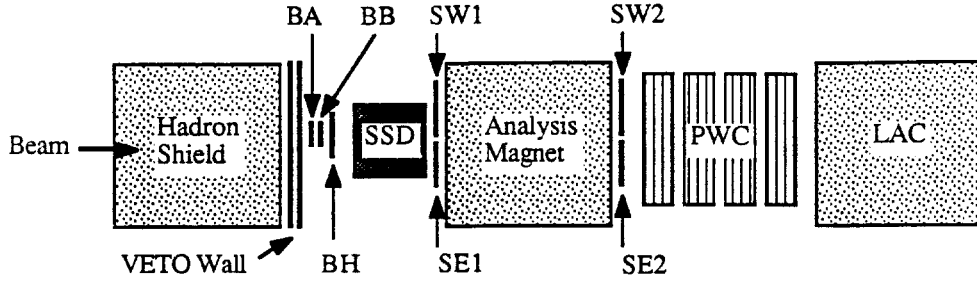 BA BB SW1 SW2
Beam
Hadron
Shield
SSD
Analysis
Magnet
PWC
LAC
VETO Wall BH SE1 SE2